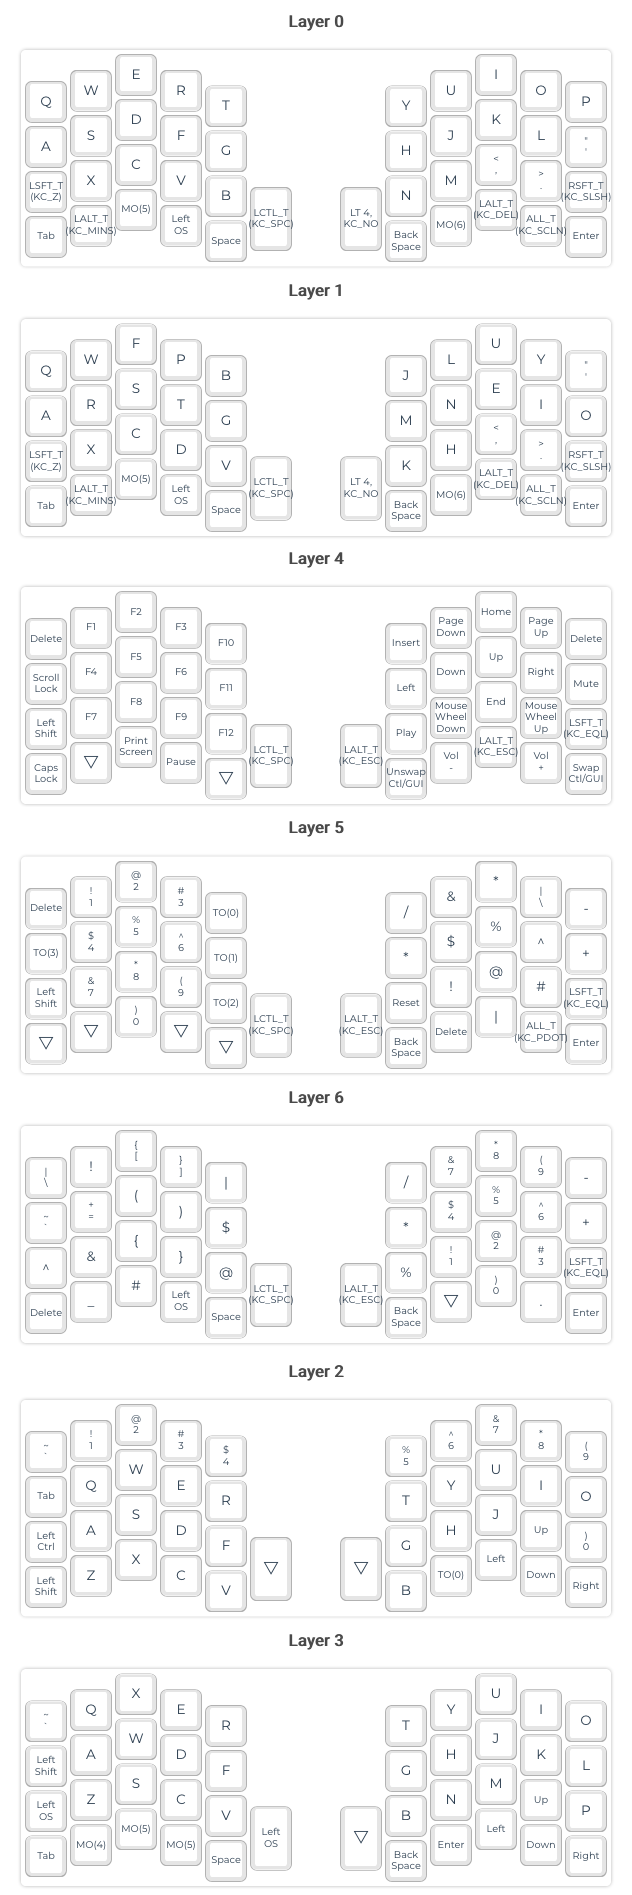 Layer 0
Q W E R T Y U I O P
A S D F G H J K L " '
LSFT_T (KC_Z) X C V B N M < , > . RSFT_T (KC_SLSH)
Tab LALT_T (KC_MINS) MO(5) Left OS Space LCTL_T (KC_SPC) LT 4, KC_NO Back Space MO(6) LALT_T (KC_DEL) ALL_T (KC_SCLN) Enter
Layer 1
Q W F P B J L U Y " '
A R S T G M N E I O
LSFT_T (KC_Z) X C D V K H < , > . RSFT_T (KC_SLSH)
Tab LALT_T (KC_MINS) MO(5) Left OS Space LCTL_T (KC_SPC) LT 4, KC_NO Back Space MO(6) LALT_T (KC_DEL) ALL_T (KC_SCLN) Enter
Layer 4
Delete F1 F2 F3 F10 Insert Page Down Home Page Up Delete
Scroll Lock F4 F5 F6 F11 Left Down Up Right Mute
Left Shift F7 F8 F9 F12 Play Mouse Wheel Down End Mouse Wheel Up LSFT_T (KC_EQL)
Caps Lock ▽ Print Screen Pause ▽ LCTL_T (KC_SPC) LALT_T (KC_ESC) Unswap Ctl/GUI Vol - LALT_T (KC_ESC) Vol + Swap Ctl/GUI
Layer 5
Delete ! 1 @ 2 # 3 TO(0) / & * | \ -
TO(3) $ 4 % 5 ^ 6 TO(1) * $ % ^ +
Left Shift & 7 * 8 ( 9 TO(2) Reset ! @ # LSFT_T (KC_EQL)
▽ ▽ ) 0 ▽ ▽ LCTL_T (KC_SPC) LALT_T (KC_ESC) Back Space Delete | ALL_T (KC_PDOT) Enter
Layer 6
| \ ! { [ } ] | / & 7 * 8 ( 9 -
~ ` + = ( ) $ * $ 4 % 5 ^ 6 +
^ & { } @ % ! 1 @ 2 # 3 LSFT_T (KC_EQL)
Delete _ # Left OS Space LCTL_T (KC_SPC) LALT_T (KC_ESC) Back Space ▽ ) 0 . Enter
Layer 2
~ ` ! 1 @ 2 # 3 $ 4 % 5 ^ 6 & 7 * 8 ( 9
Tab Q W E R T Y U I O
Left Ctrl A S D F G H J Up ) 0
Left Shift Z X C V ▽ ▽ B TO(0) Left Down Right
Layer 3
~ ` Q X E R T Y U I O
Left Shift A W D F G H J K L
Left OS Z S C V B N M Up P
Tab MO(4) MO(5) MO(5) Space Left OS ▽ Back Space Enter Left Down Right